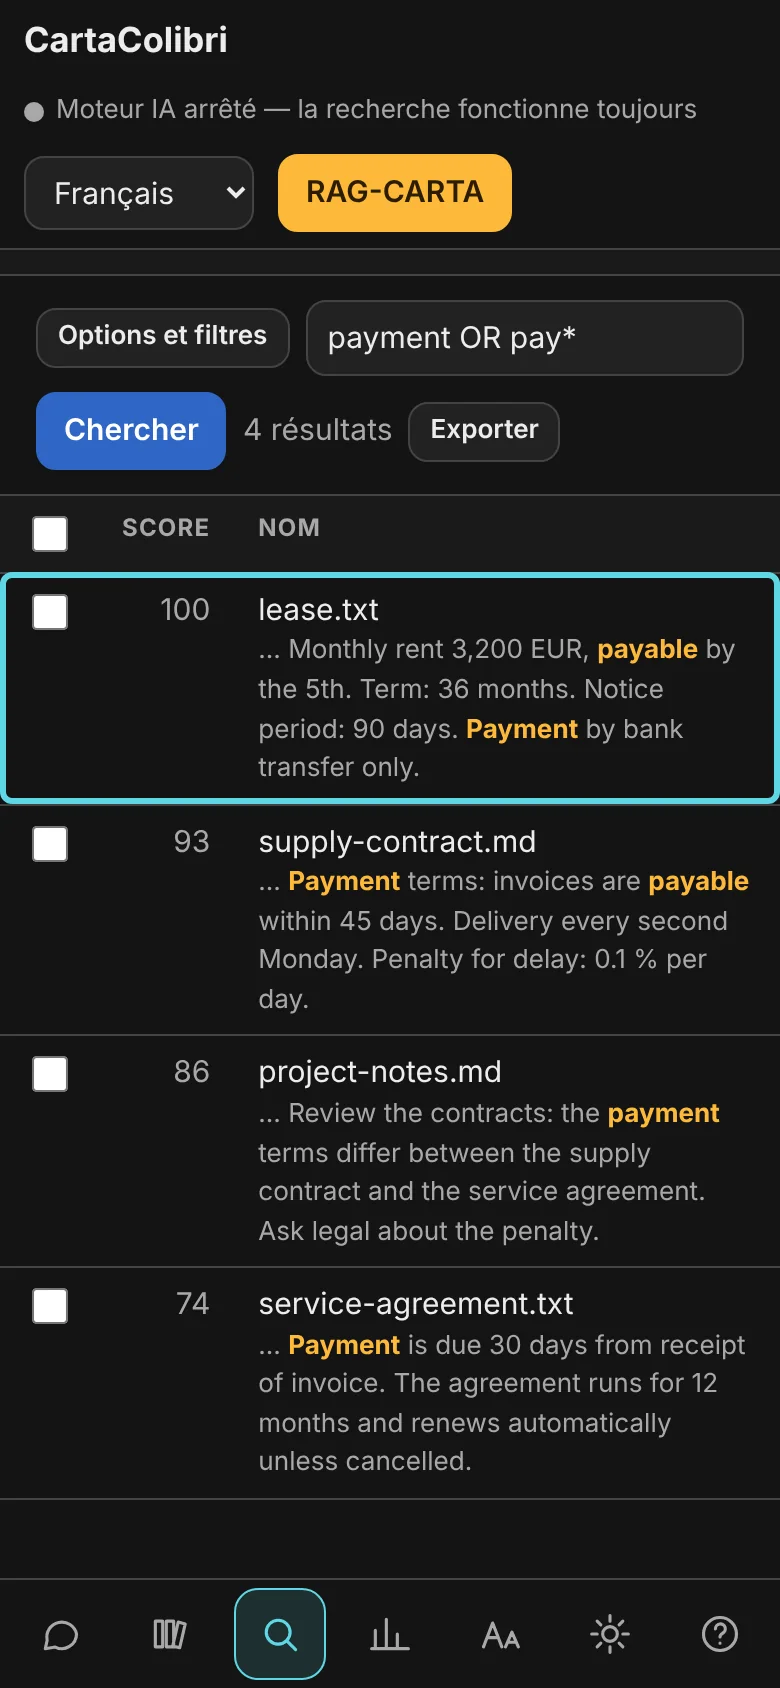 CartaColibri
Moteur IA arrêté — la recherche fonctionne toujours
Français
RAG-CARTA
Options et filtres
payment OR pay*
Chercher
4 résultats
Exporter
SCORE NOM
100 lease.txt
... Monthly rent 3,200 EUR, payable by
the 5th. Term: 36 months. Notice
period: 90 days. Payment by bank
transfer only.
93 supply-contract.md
... Payment terms: invoices are payable
within 45 days. Delivery every second
Monday. Penalty for delay: 0.1 % per
day.
86 project-notes.md
... Review the contracts: the payment
terms differ between the supply
contract and the service agreement.
Ask legal about the penalty.
74 service-agreement.txt
... Payment is due 30 days from receipt
of invoice. The agreement runs for 12
months and renews automatically
unless cancelled.
AA
?